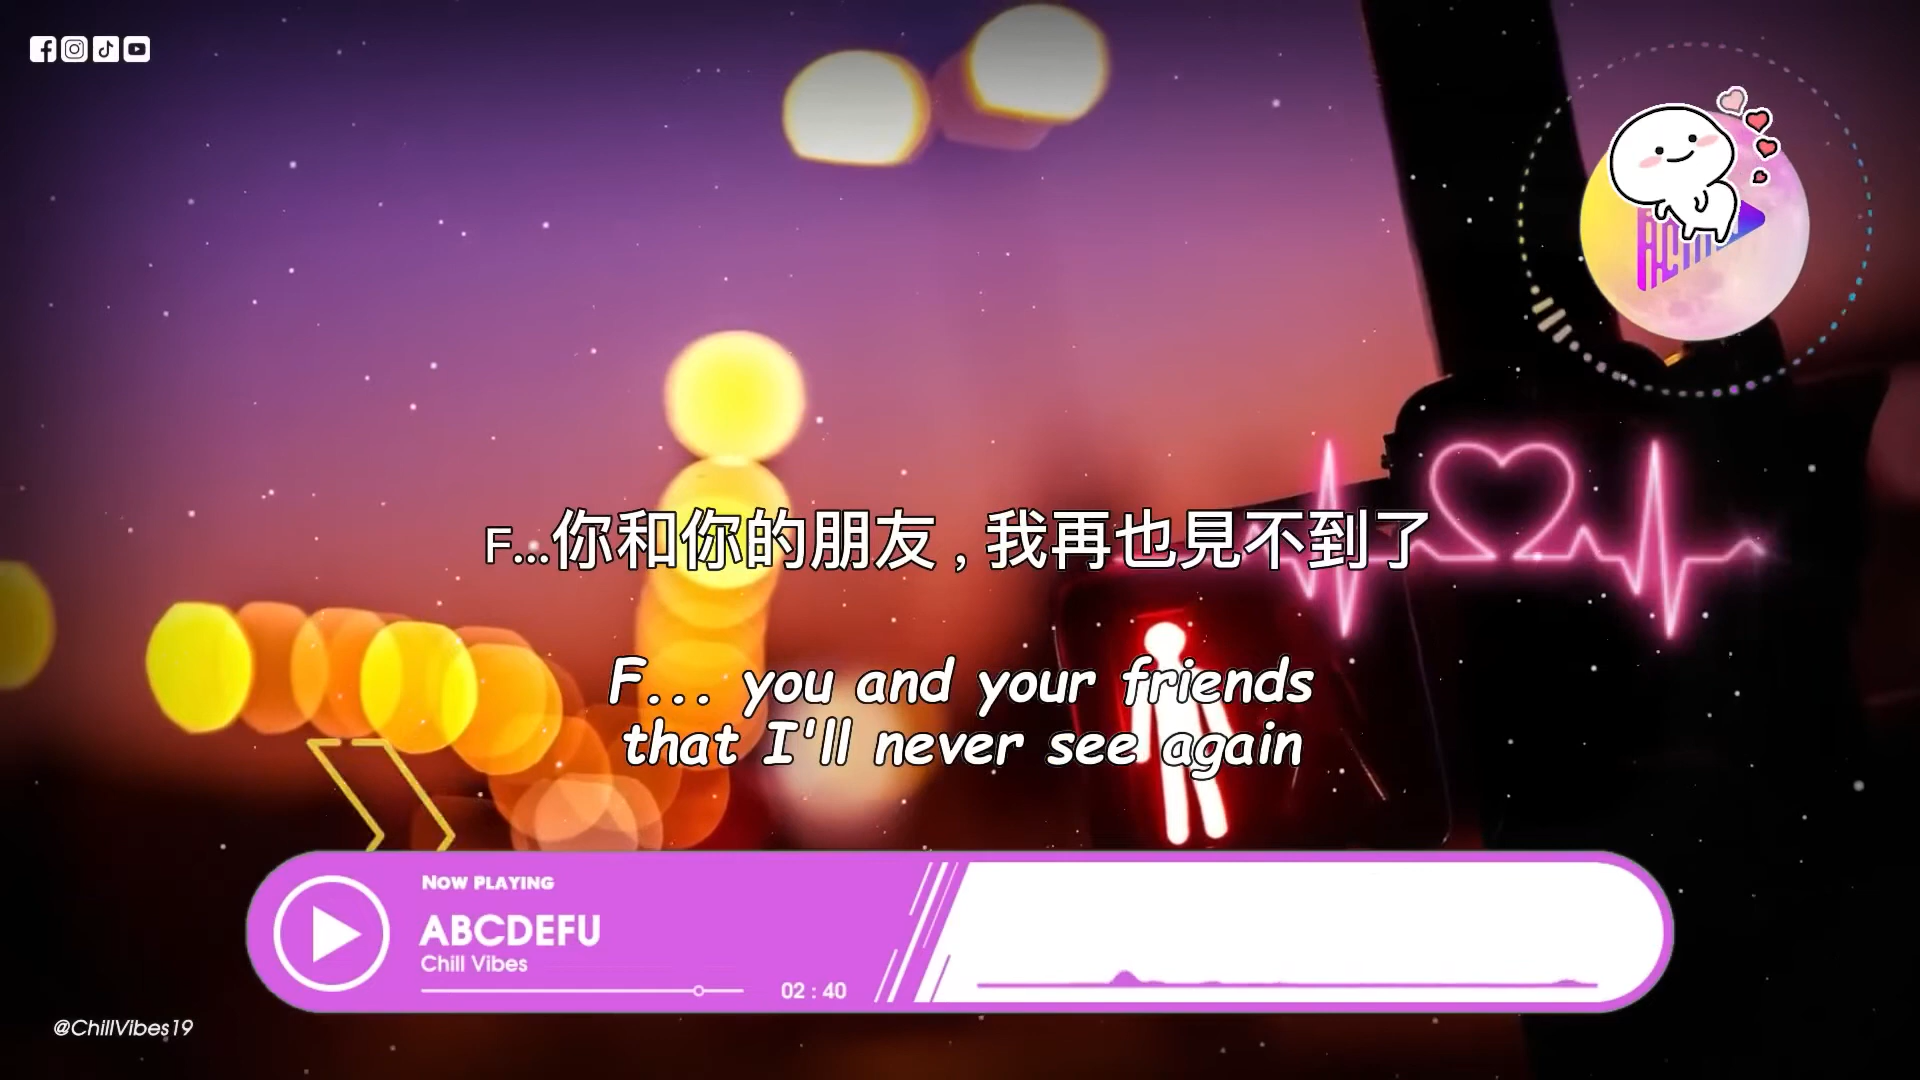 F...你和你的朋友 , 我再也見不到了
F... you and your friends
that I'll never see again
Now Playing
ABCDEFU
Chill Vibes
02 : 40
@ChillVibes19